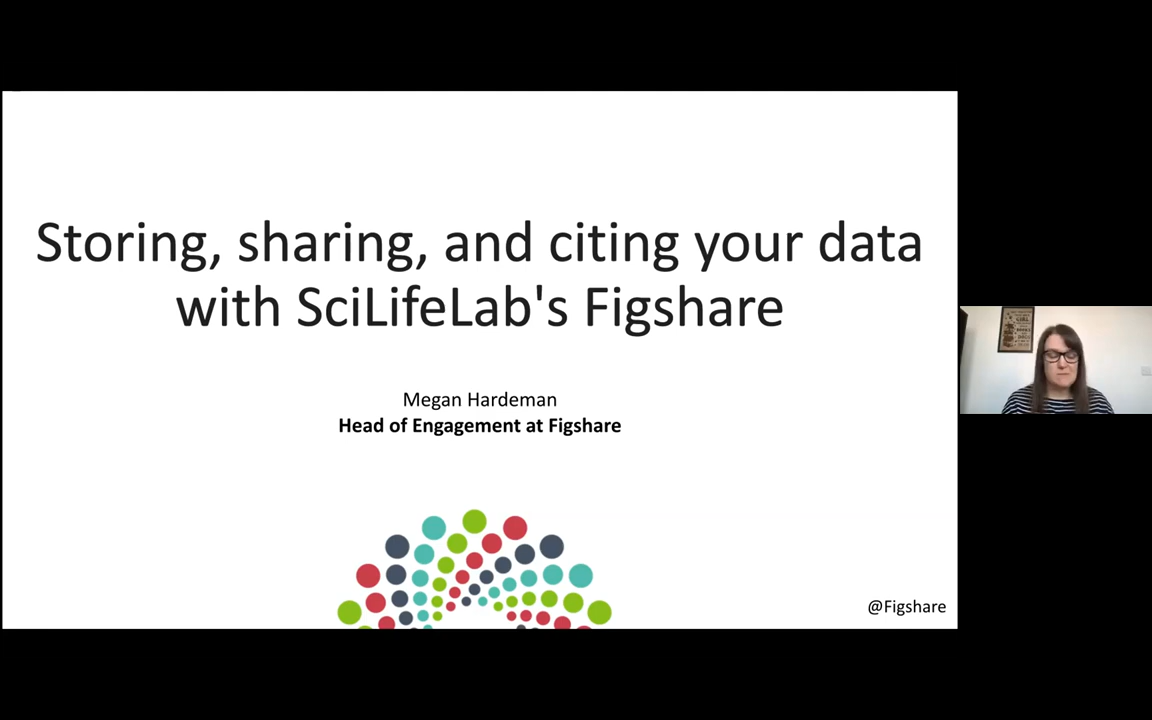 Storing, sharing, and citing your data
with SciLifeLab's Figshare
Megan Hardeman
Head of Engagement at Figshare
@Figshare